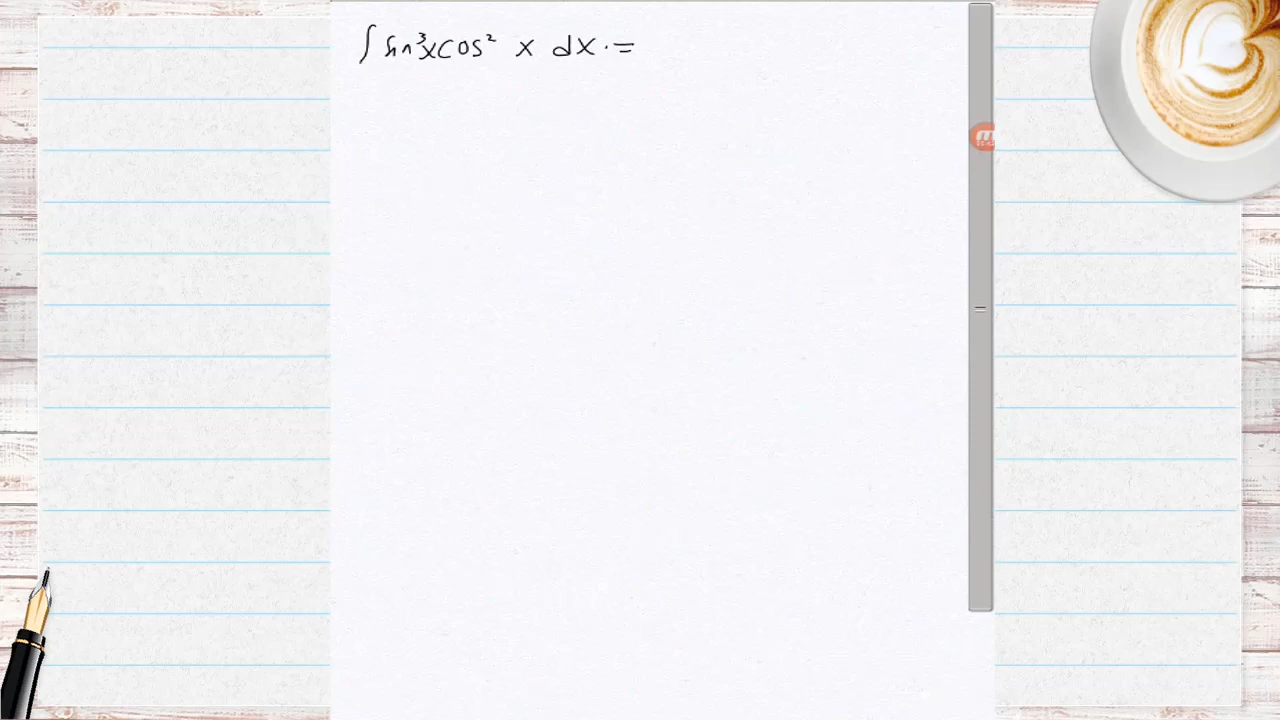 ∫ sin³x cos² x dx =